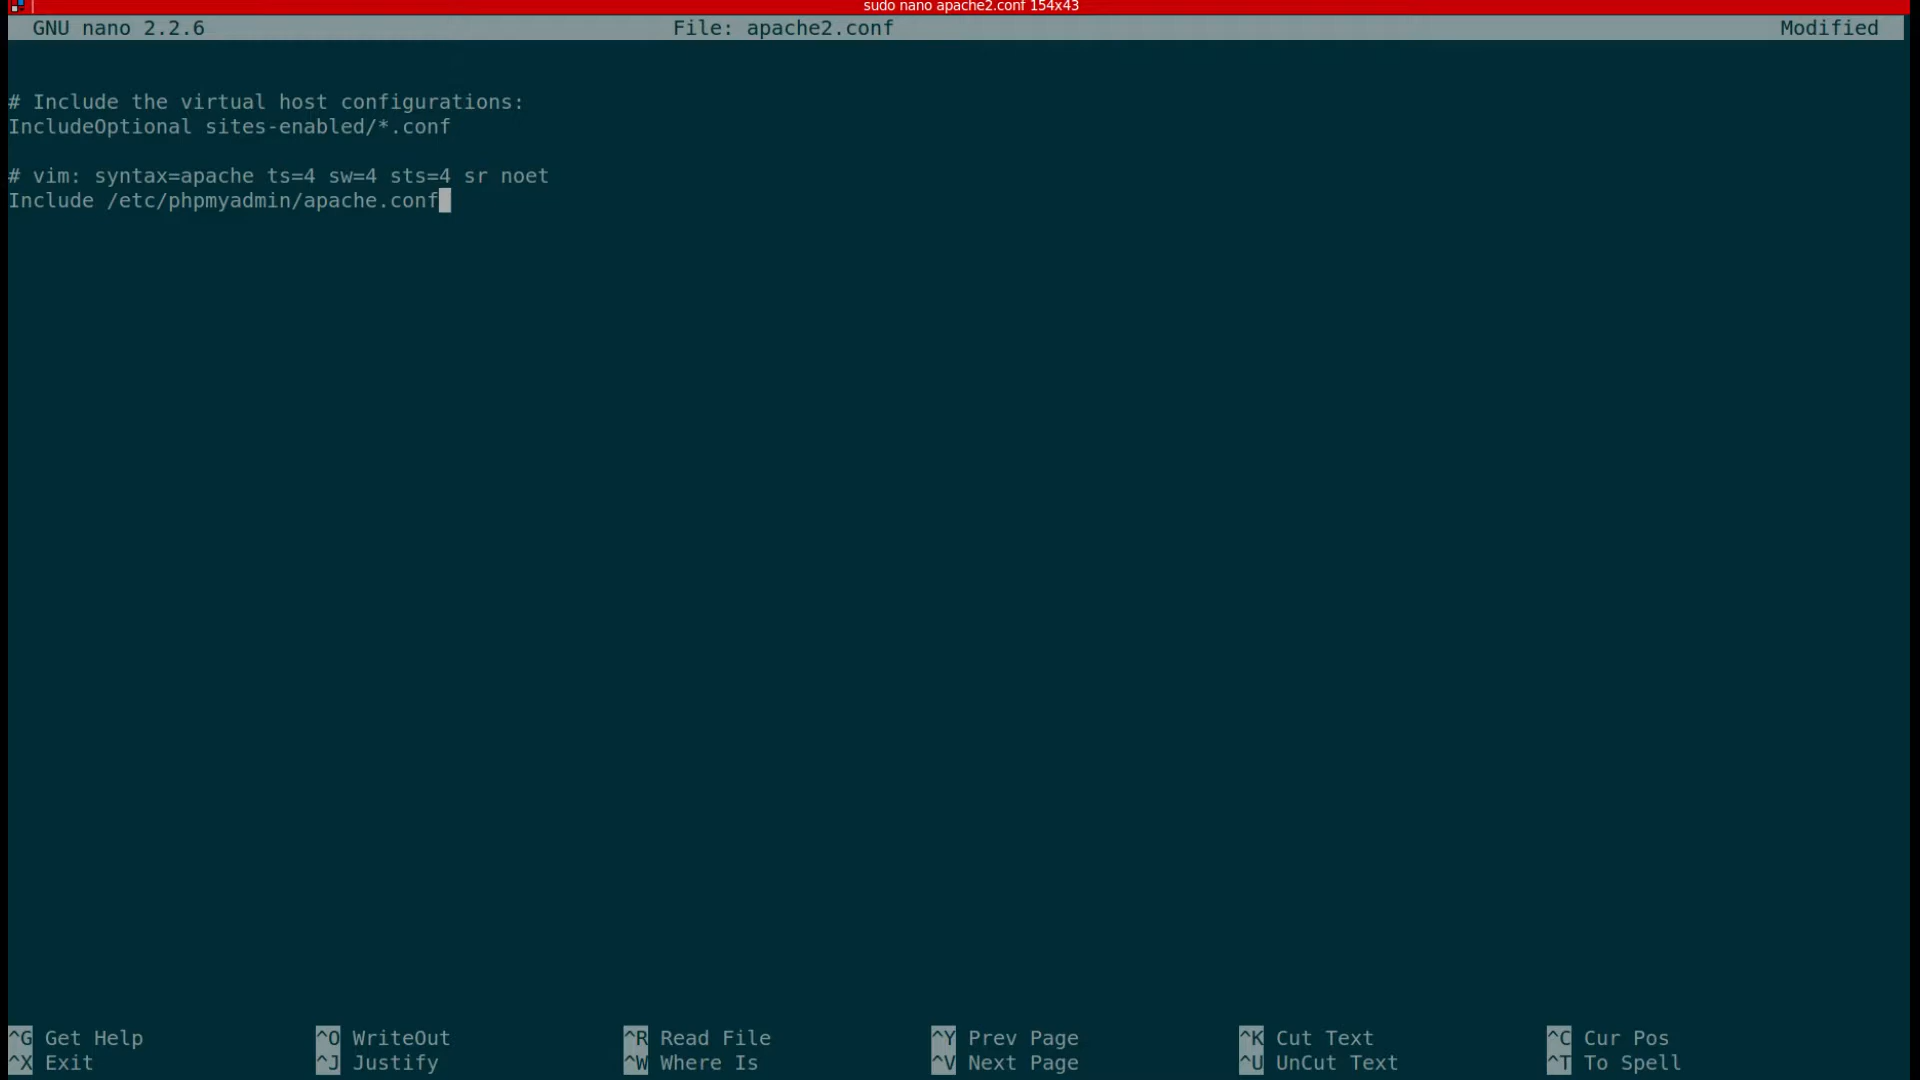 sudo nano apache2.conf 154x43
GNU nano 2.2.6 File: apache2.conf Modified
# Include the virtual host configurations:
IncludeOptional sites-enabled/*.conf
# vim: syntax=apache ts=4 sw=4 sts=4 sr noet
Include /etc/phpmyadmin/apache.conf
^G Get Help ^O WriteOut ^R Read File ^Y Prev Page ^K Cut Text ^C Cur Pos
^X Exit ^J Justify ^W Where Is ^V Next Page ^U UnCut Text ^T To Spell